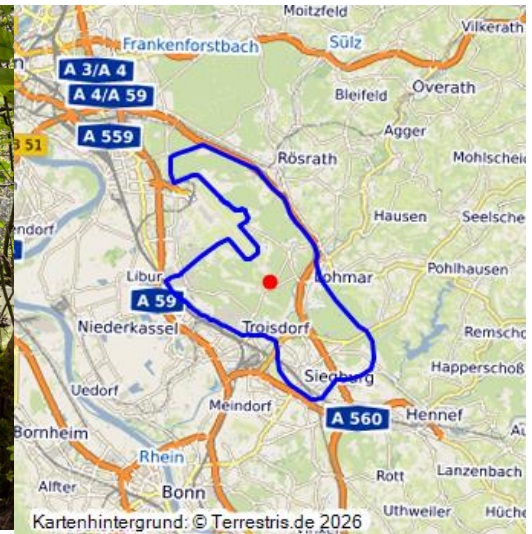 Moitzfeld
Vilkerath
Frankenforstbach
Sülz
A 3/A 4
Overath
Bleifeld
A 4/A 59
Agger
A 559
B 51
Rösrath
Mohlscheid
Hausen
Seelsche
endorf
Libur
Lohmar
Pohlhausen
A 59
Niederkassel
Troisdorf
Remscho
Happerschoß
Siegburg
Uedorf
Meindorf
A 560
Hennef
Bornheim
Rhein
Lanzenbach
Rott
Alfter
Bonn
Uthweiler
Hüche
Kartenhintergrund: © Terrestris.de 2026